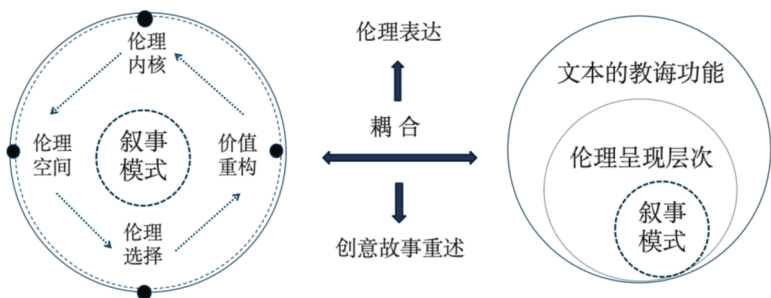 伦理
内核
伦理
空间
叙事
模式
价值
重构
伦理
选择
伦理表达
耦合
创意故事重述
文本的教诲功能
伦理呈现层次
叙事
模式